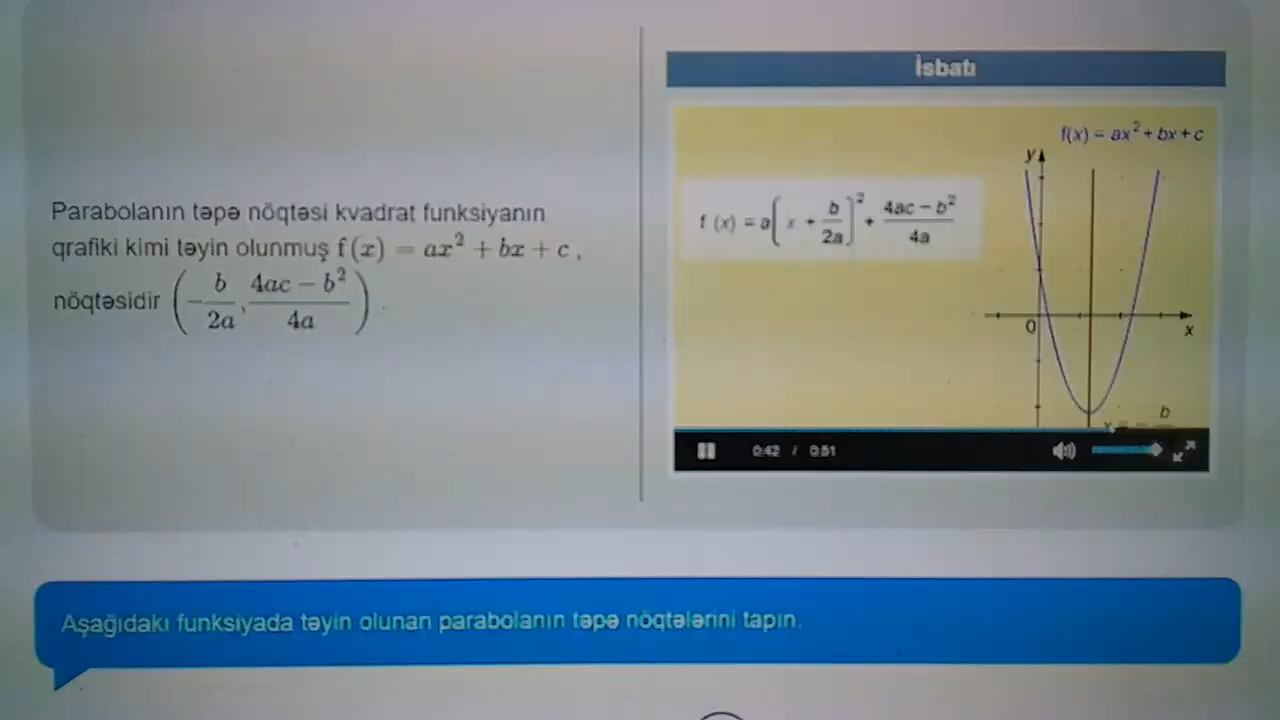 Parabolanın təpə nöqtəsi kvadrat funksiyanın
qrafiki kimi təyin olunmuş f(x) = ax² + bx + c ,
nöqtəsidir (-b/2a, 4ac - b²/4a) .
İsbatı
f(x) = ax² + bx + c
y
f (x) = a[x + b/2a]² + 4ac - b²/4a
0
x
x = - b
0:42 / 0:51
Aşağıdakı funksiyada təyin olunan parabolanın təpə nöqtələrini tapın.